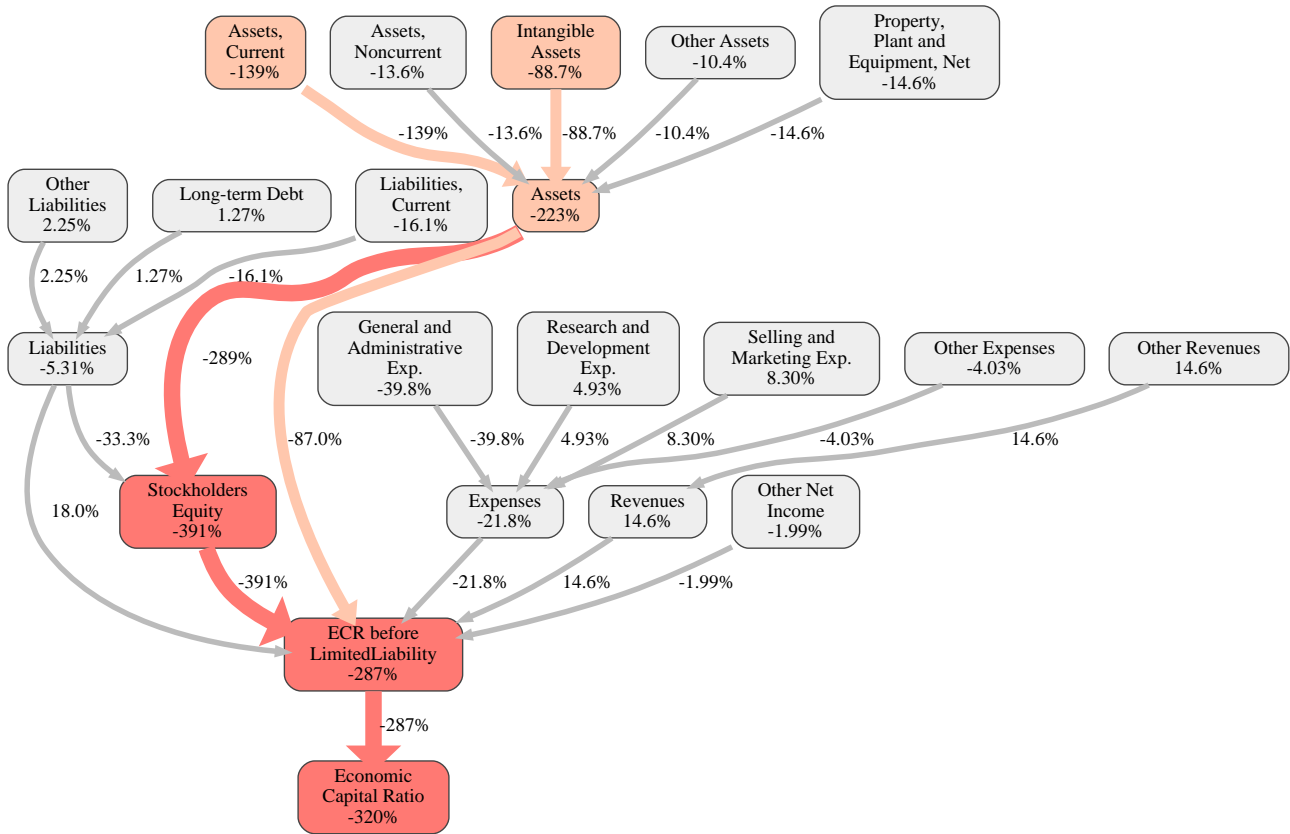 Assets,
Current
-139%
Assets,
Noncurrent
-13.6%
Intangible
Assets
-88.7%
Other Assets
-10.4%
Property,
Plant and
Equipment, Net
-14.6%
-139%
-13.6%
-88.7%
-10.4%
-14.6%
Other
Liabilities
2.25%
Long-term Debt
1.27%
Liabilities,
Current
-16.1%
Assets
-223%
2.25%
1.27%
-16.1%
Liabilities
-5.31%
-289%
General and
Administrative
Exp.
-39.8%
Research and
Development
Exp.
4.93%
Selling and
Marketing Exp.
8.30%
Other Expenses
-4.03%
Other Revenues
14.6%
-33.3%
-87.0%
-39.8%
4.93%
8.30%
-4.03%
14.6%
18.0%
Stockholders
Equity
-391%
Expenses
-21.8%
Revenues
14.6%
Other Net
Income
-1.99%
-391%
-21.8%
14.6%
-1.99%
ECR before
LimitedLiability
-287%
-287%
Economic
Capital Ratio
-320%